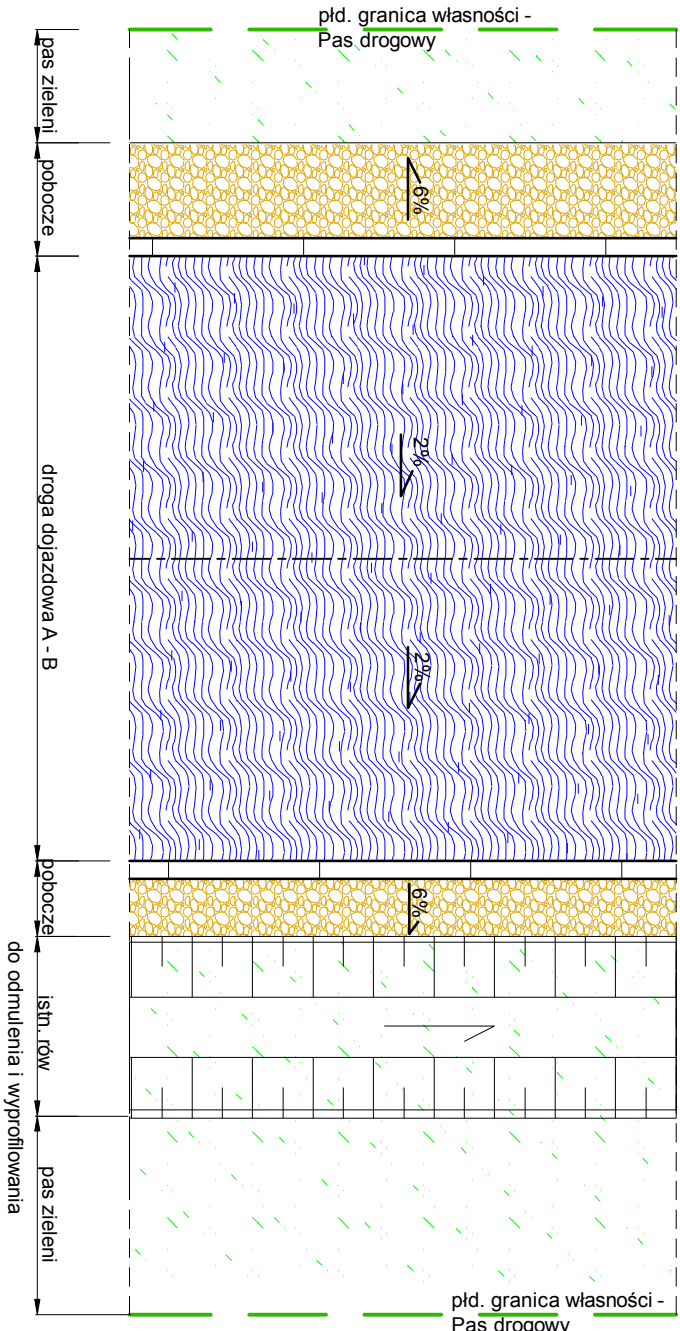 płd. granica własności -
Pas drogowy
pas zieleni
pobocze
6%
droga dojazdowa A - B
2%
2%
pobocze
6%
istn. rów
do odmulenia i wyprofilowania
pas zieleni
płd. granica własności -
Pas drogowy